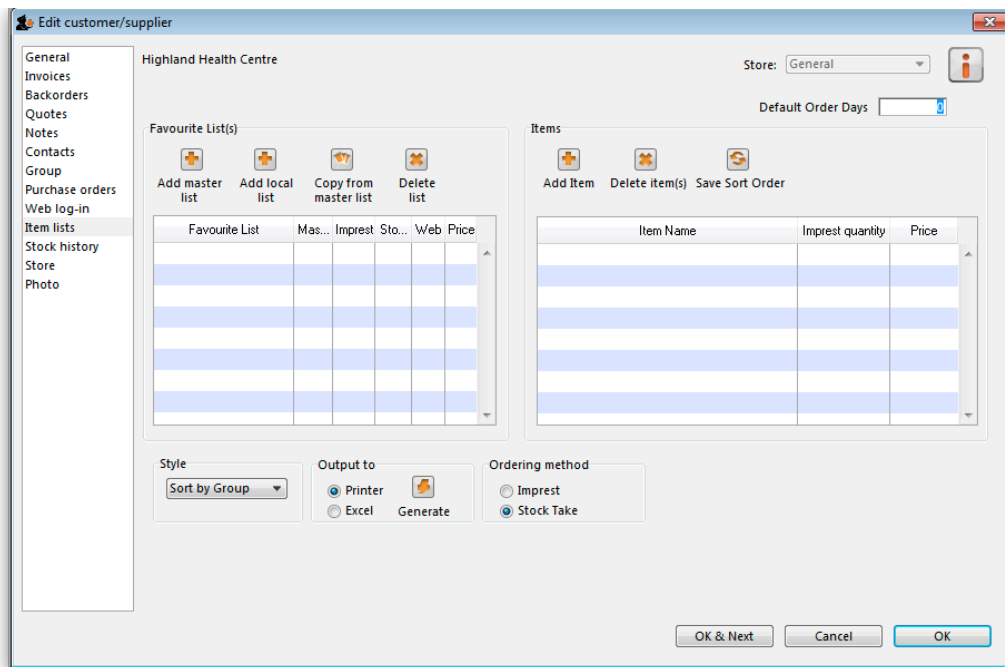 Edit customer/supplier
General
Invoices
Backorders
Quotes
Notes
Contacts
Group
Purchase orders
Web log-in
Item lists
Stock history
Store
Photo
Highland Health Centre
Store: General
Default Order Days 0
Favourite List(s)
Add master list
Add local list
Copy from master list
Delete list
Favourite List Mas... Imprest Sto... Web Price
Items
Add Item Delete item(s) Save Sort Order
Item Name Imprest quantity Price
Style
Sort by Group
Output to
Printer
Excel
Generate
Ordering method
Imprest
Stock Take
OK & Next Cancel OK